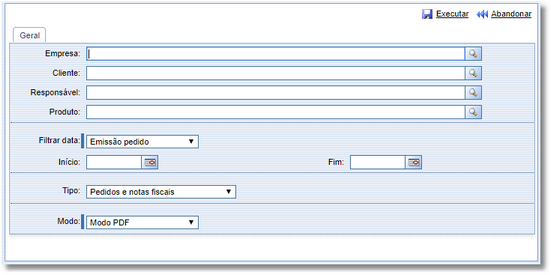 Executar Abandonar
Geral
Empresa:
Cliente:
Responsável:
Produto:
Filtrar data: Emissão pedido
Início: Fim:
Tipo: Pedidos e notas fiscais
Modo: Modo PDF